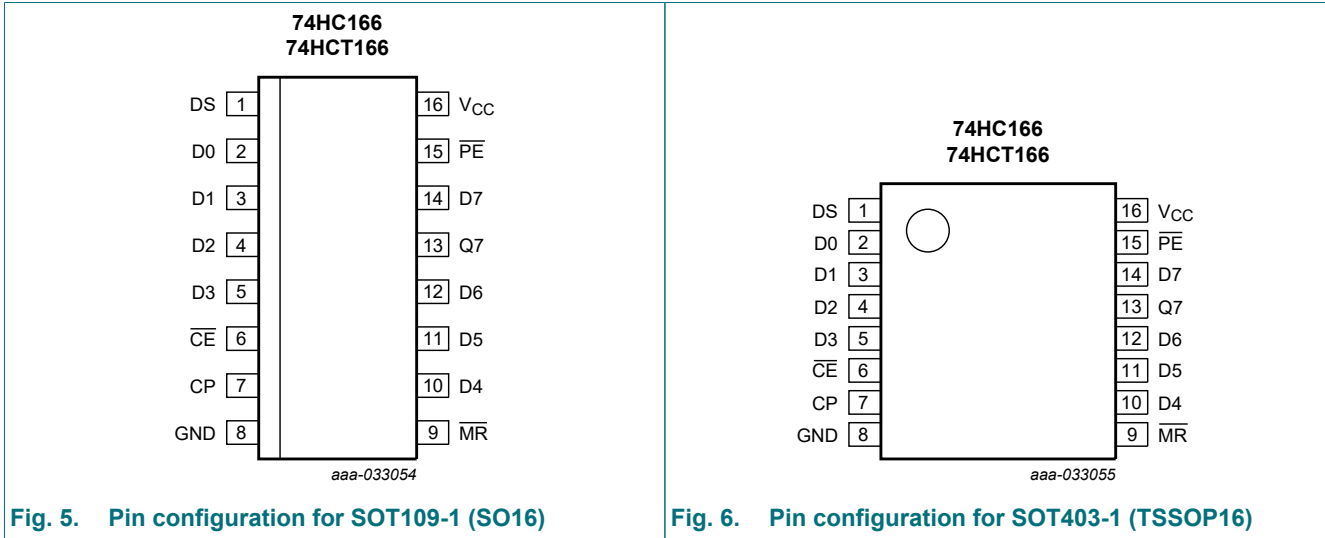 74HC166
74HCT166
DS 1 16 VCC
D0 2 15 PE
D1 3 14 D7
D2 4 13 Q7
D3 5 12 D6
CE 6 11 D5
CP 7 10 D4
GND 8 9 MR
aaa-033054
Fig. 5. Pin configuration for SOT109-1 (SO16)
74HC166
74HCT166
DS 1 16 VCC
D0 2 15 PE
D1 3 14 D7
D2 4 13 Q7
D3 5 12 D6
CE 6 11 D5
CP 7 10 D4
GND 8 9 MR
aaa-033055
Fig. 6. Pin configuration for SOT403-1 (TSSOP16)